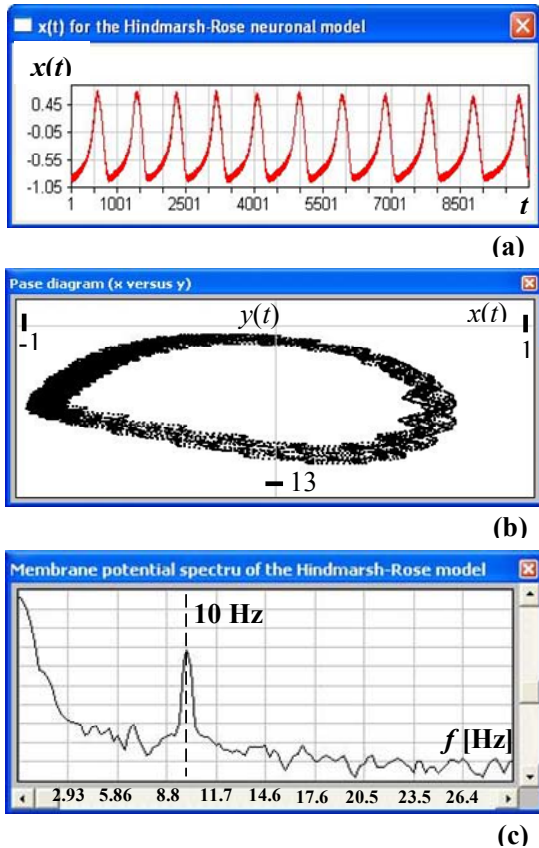 x(t) for the Hindmarsh-Rose neuronal model
x(t)
0.45
-0.05
-0.55
-1.05
1 1001 2501 4001 5501 7001 8501 t
(a)
Pase diagram (x versus y)
y(t) x(t)
-1 1
13
(b)
Membrane potential spectru of the Hindmarsh-Rose model
10 Hz
f [Hz]
2.93 5.86 8.8 11.7 14.6 17.6 20.5 23.5 26.4
(c)